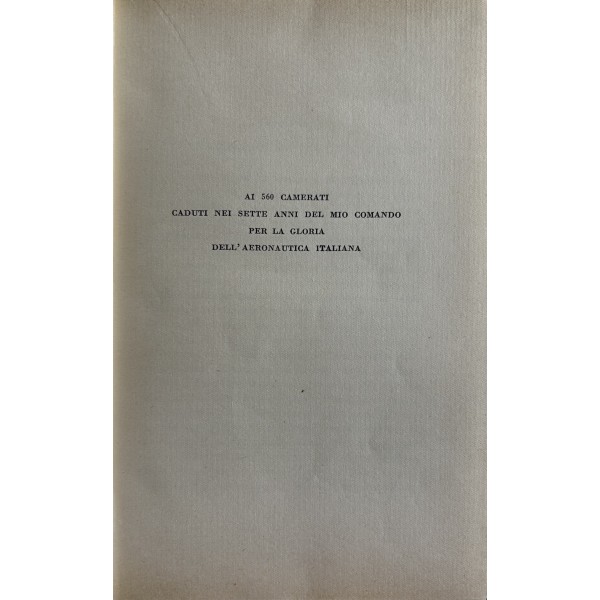 AI 560 CAMERATI
CADUTI NEI SETTE ANNI DEL MIO COMANDO
PER LA GLORIA
DELL'AERONAUTICA ITALIANA